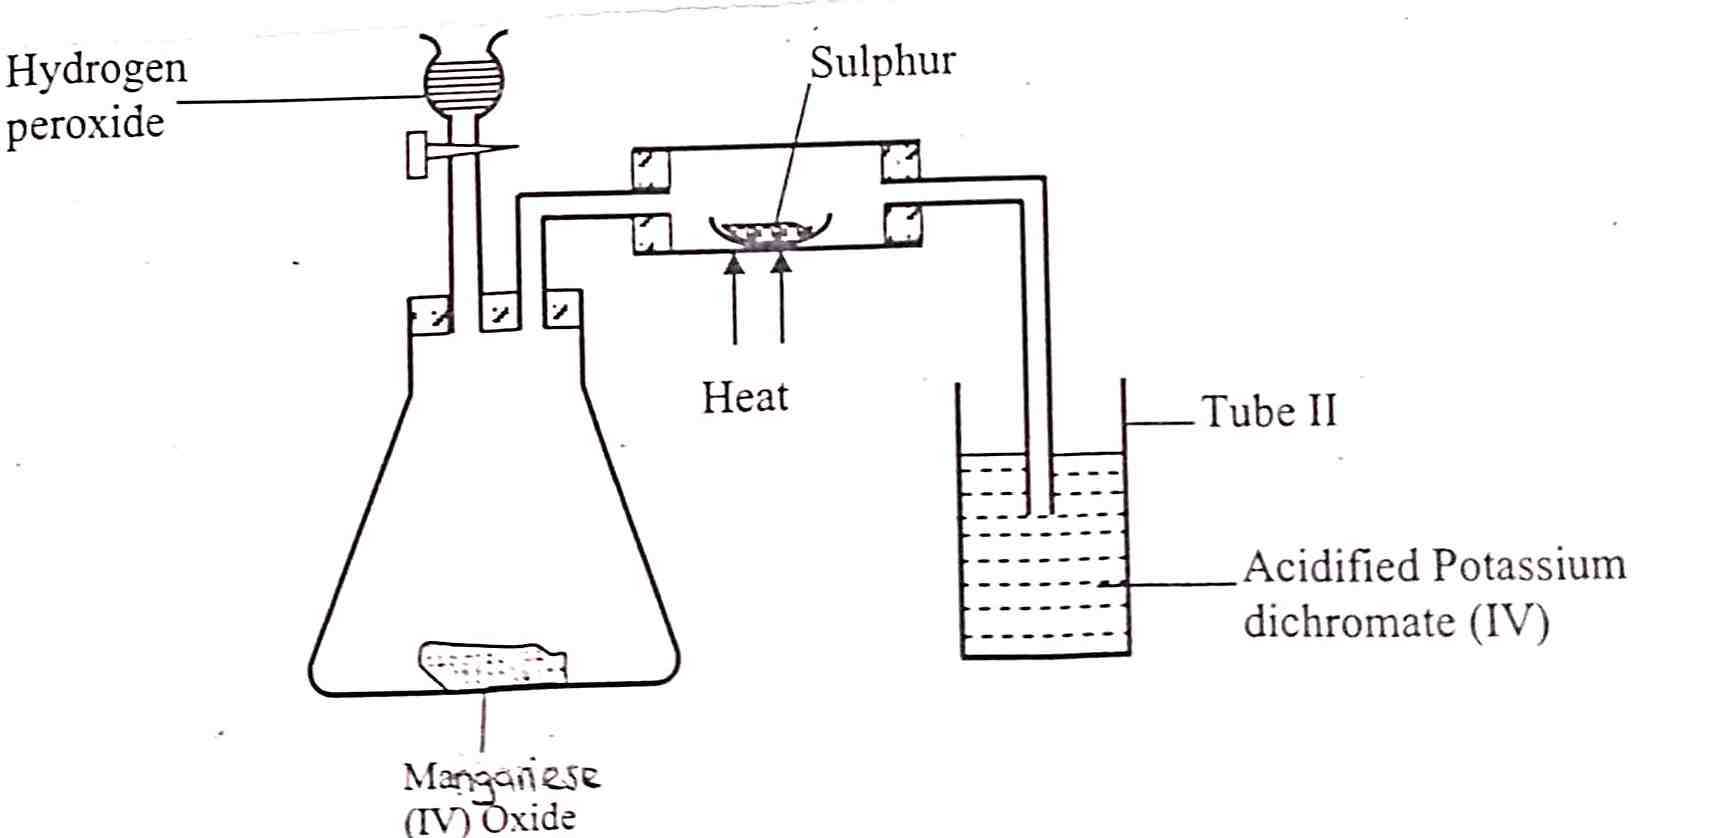 Hydrogen
peroxide
Sulphur
Heat
Tube II
Acidified Potassium
dichromate (IV)
Manganese
(IV) Oxide